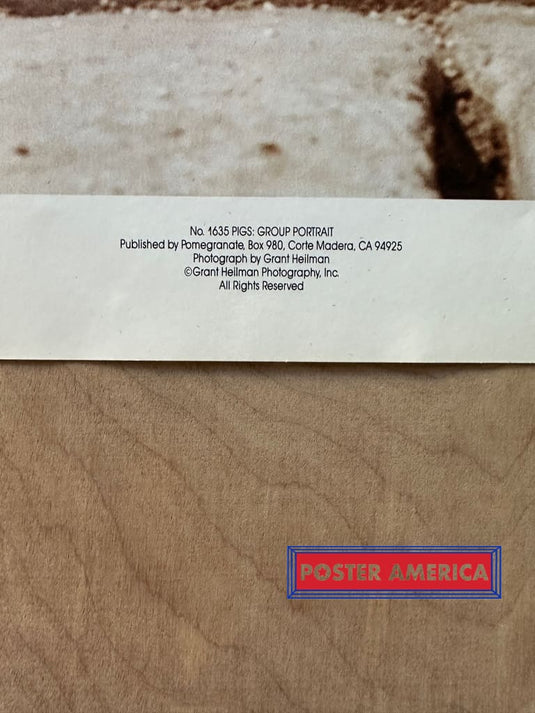 No. 1635 PIGS: GROUP PORTRAIT
Published by Pomegranate, Box 980, Corte Madera, CA 94925
Photograph by Grant Heilman
©Grant Heilman Photography, Inc.
All Rights Reserved
POSTER AMERICA